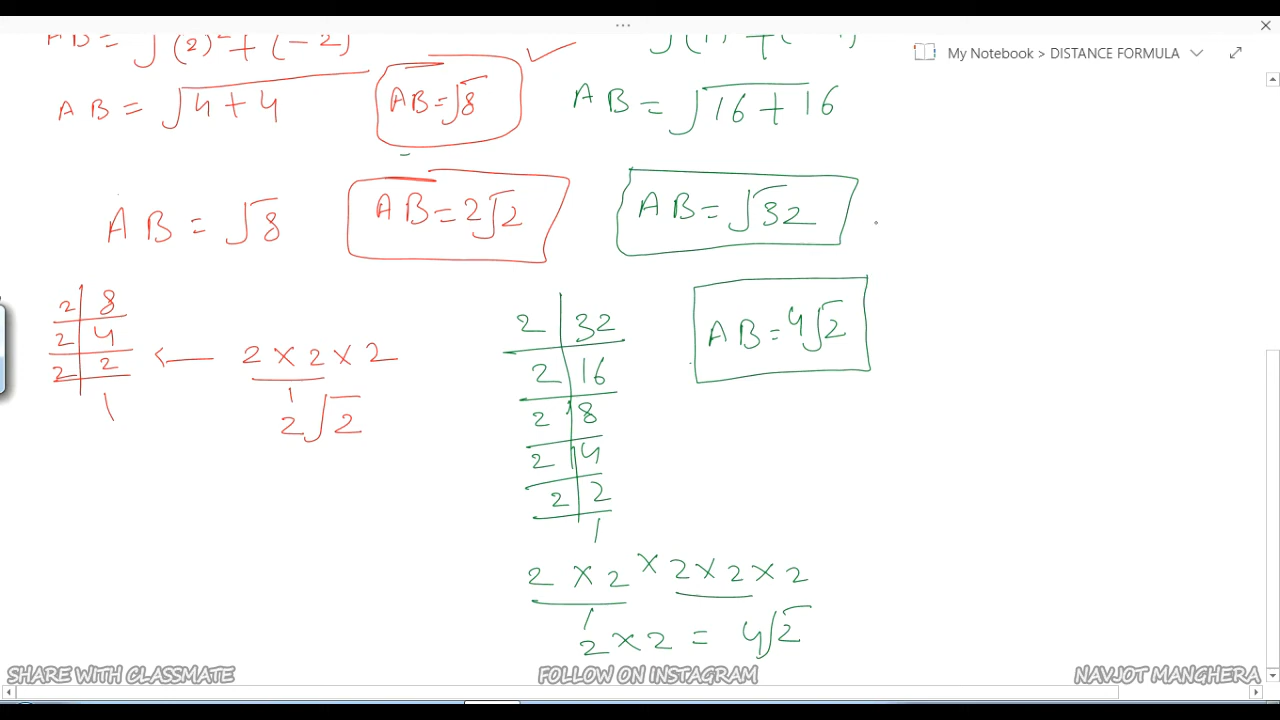 My Notebook > DISTANCE FORMULA
AB = √(2)² + (-2)
AB = √4 + 4
AB = √8
AB = √8
AB = 2√2
2 | 8
2 | 4
2 | 2
1
← 2 × 2 × 2
2√2
AB = √16 + 16
AB = √32
AB = 4√2
2 | 32
2 | 16
2 | 8
2 | 4
2 | 2
1
2 × 2 × 2 × 2 × 2
2 × 2 = 4√2
SHARE WITH CLASSMATE
FOLLOW ON INSTAGRAM
NAVJOT MANGHERA